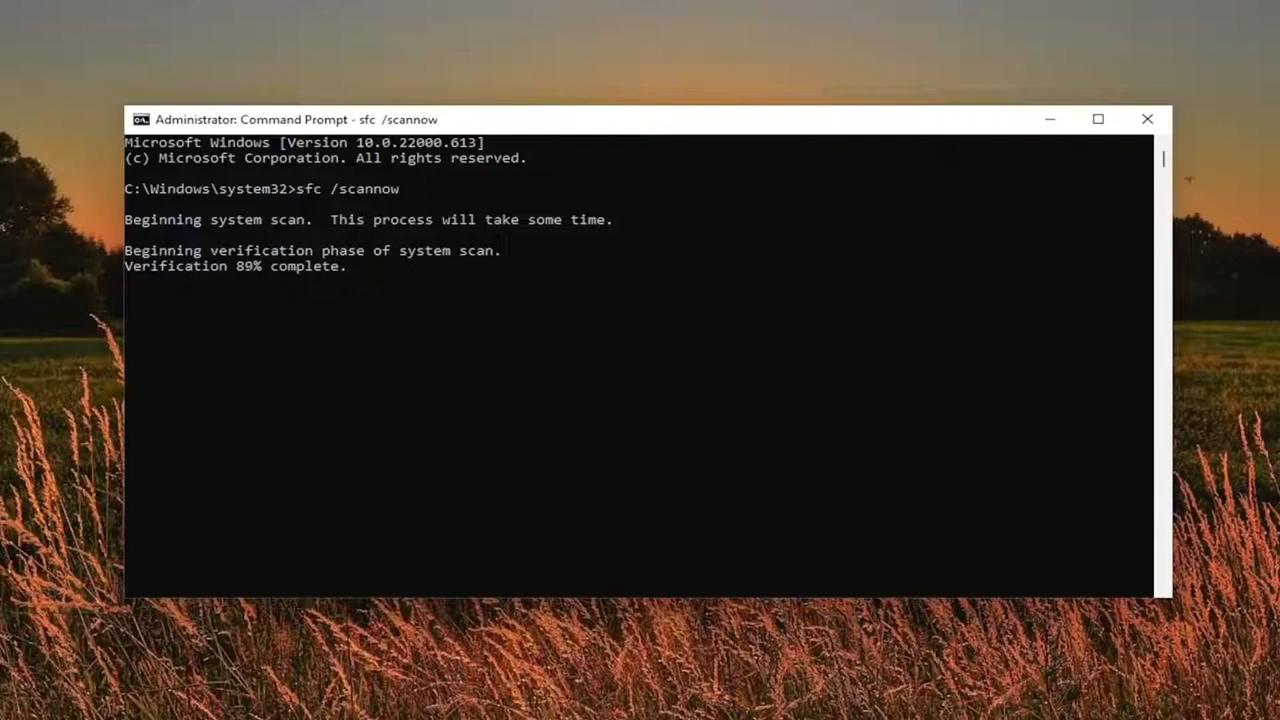 Administrator: Command Prompt - sfc /scannow
Microsoft Windows [Version 10.0.22000.613]
(c) Microsoft Corporation. All rights reserved.
C:\Windows\system32>sfc /scannow
Beginning system scan.  This process will take some time.
Beginning verification phase of system scan.
Verification 89% complete.